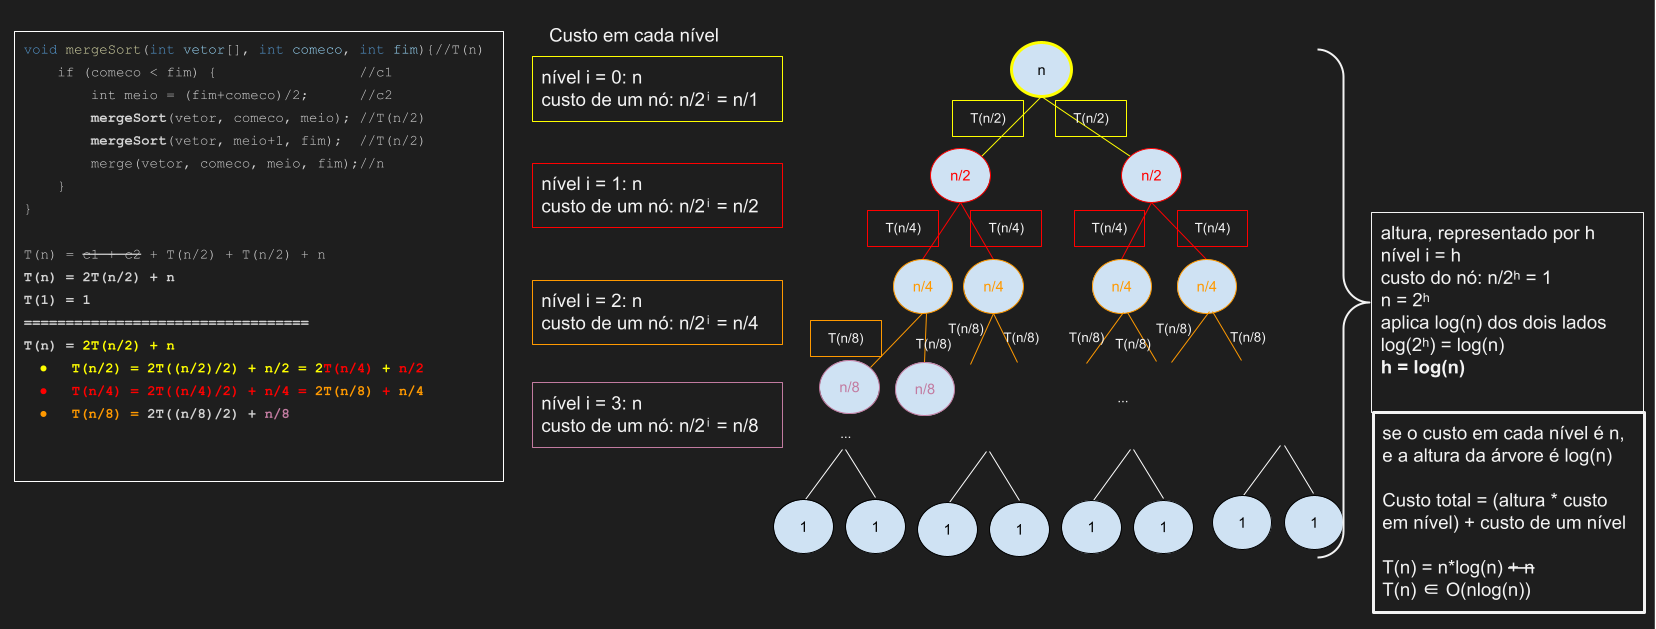 void mergeSort(int vetor[], int comeco, int fim){//T(n)
if (comeco < fim) { //c1
int meio = (fim+comeco)/2; //c2
mergeSort(vetor, comeco, meio); //T(n/2)
mergeSort(vetor, meio+1, fim); //T(n/2)
merge(vetor, comeco, meio, fim);//n
}
}
T(n) = c1 + c2 + T(n/2) + T(n/2) + n
T(n) = 2T(n/2) + n
T(1) = 1
==================================
T(n) = 2T(n/2) + n
● T(n/2) = 2T((n/2)/2) + n/2 = 2T(n/4) + n/2
● T(n/4) = 2T((n/4)/2) + n/4 = 2T(n/8) + n/4
● T(n/8) = 2T((n/8)/2) + n/8
Custo em cada nível
nível i = 0: n
custo de um nó: n/2ⁱ = n/1
nível i = 1: n
custo de um nó: n/2ⁱ = n/2
nível i = 2: n
custo de um nó: n/2ⁱ = n/4
nível i = 3: n
custo de um nó: n/2ⁱ = n/8
n
T(n/2) T(n/2)
n/2 n/2
T(n/4) T(n/4) T(n/4) T(n/4)
n/4 n/4 n/4 n/4
T(n/8) T(n/8) T(n/8) T(n/8) T(n/8) T(n/8) T(n/8) T(n/8)
n/8 n/8
...
...
1 1 1 1 1 1 1 1
altura, representado por h
nível i = h
custo do nó: n/2ʰ = 1
n = 2ʰ
aplica log(n) dos dois lados
log(2ʰ) = log(n)
h = log(n)
se o custo em cada nível é n,
e a altura da árvore é log(n)
Custo total = (altura * custo
em nível) + custo de um nível
T(n) = n*log(n) + n
T(n) ∈ O(nlog(n))